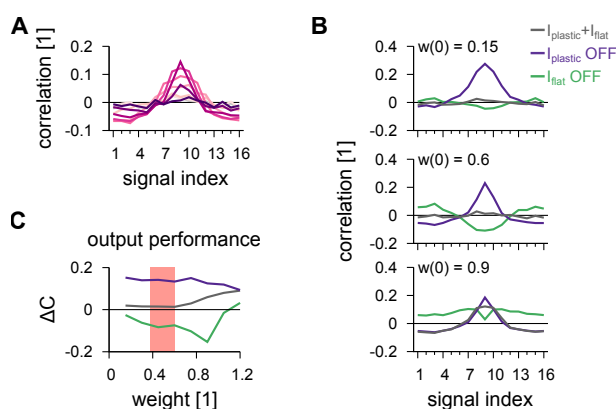 A
correlation [1]
0.2
0.1
0
-0.1
1 4 7 10 13 16
signal index
B
I_plastic+I_flat
I_plastic OFF
I_flat OFF
correlation [1]
w(0) = 0.15
0.4
0.2
0
-0.2
w(0) = 0.6
0.4
0.2
0
-0.2
w(0) = 0.9
0.4
0.2
0
-0.2
1 4 7 10 13 16
signal index
C
output performance
ΔC
0.2
0
-0.2
0 0.4 0.8 1.2
weight [1]